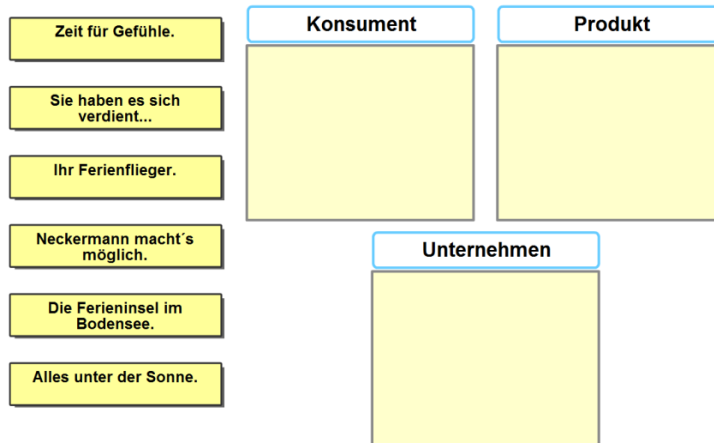 Zeit für Gefühle.
Sie haben es sich
verdient...
Ihr Ferienflieger.
Neckermann macht´s
möglich.
Die Ferieninsel im
Bodensee.
Alles unter der Sonne.
Konsument
Produkt
Unternehmen